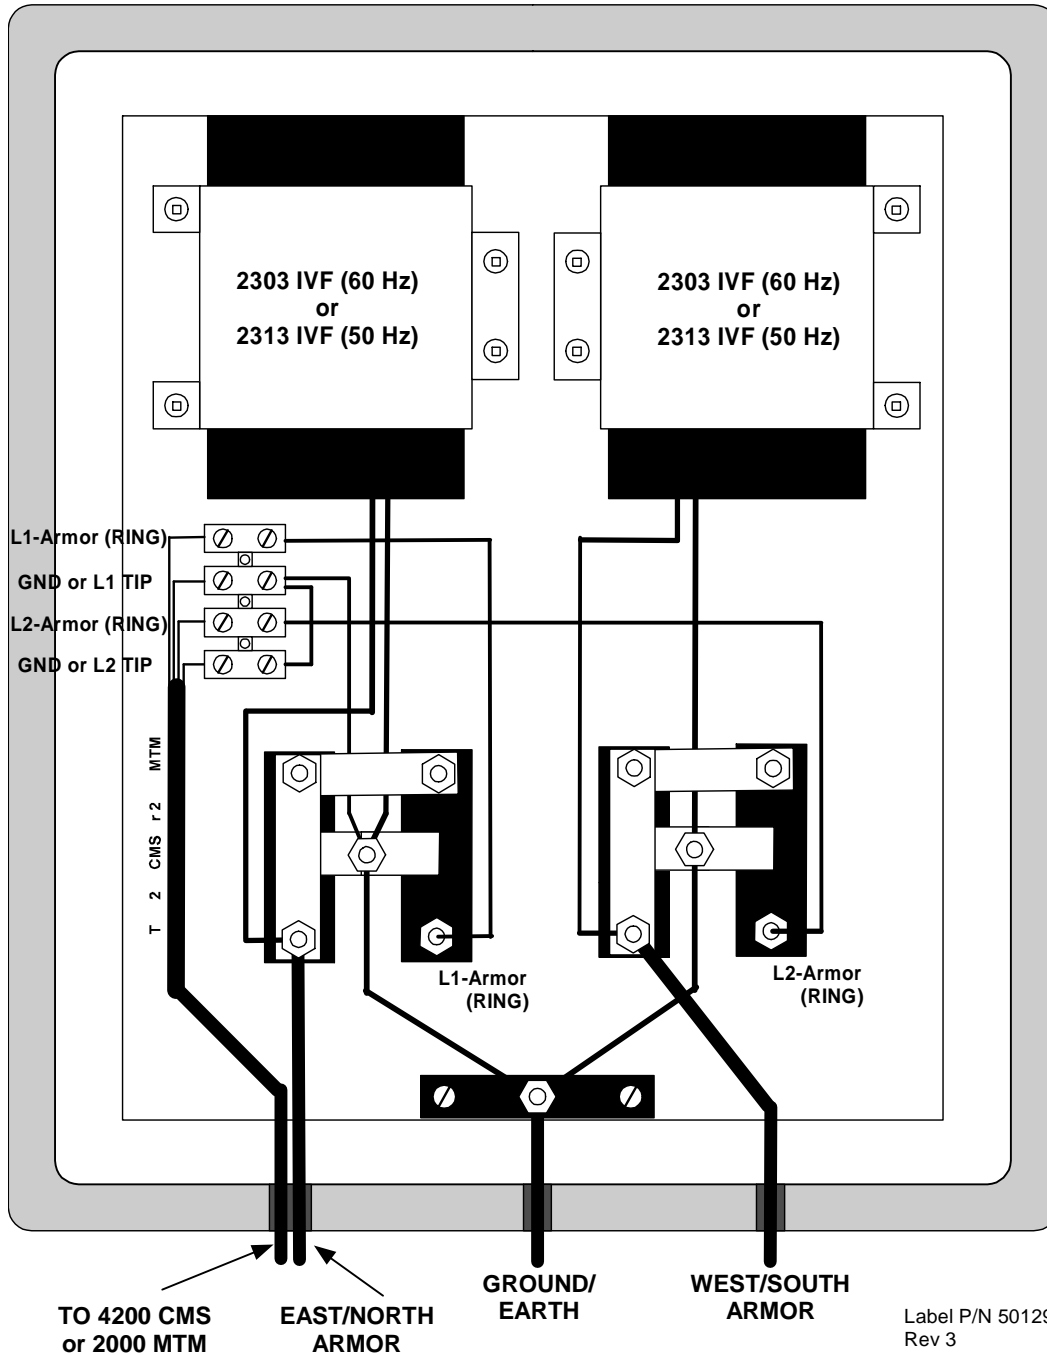 2303 IVF (60 Hz)
or
2313 IVF (50 Hz)
2303 IVF (60 Hz)
or
2313 IVF (50 Hz)
L1-Armor (RING)
GND or L1 TIP
L2-Armor (RING)
GND or L2 TIP
T 2 CMS r 2 MTM
L1-Armor
(RING)
L2-Armor
(RING)
TO 4200 CMS
or 2000 MTM
EAST/NORTH
ARMOR
GROUND/
EARTH
WEST/SOUTH
ARMOR
Label P/N 50129
Rev 3